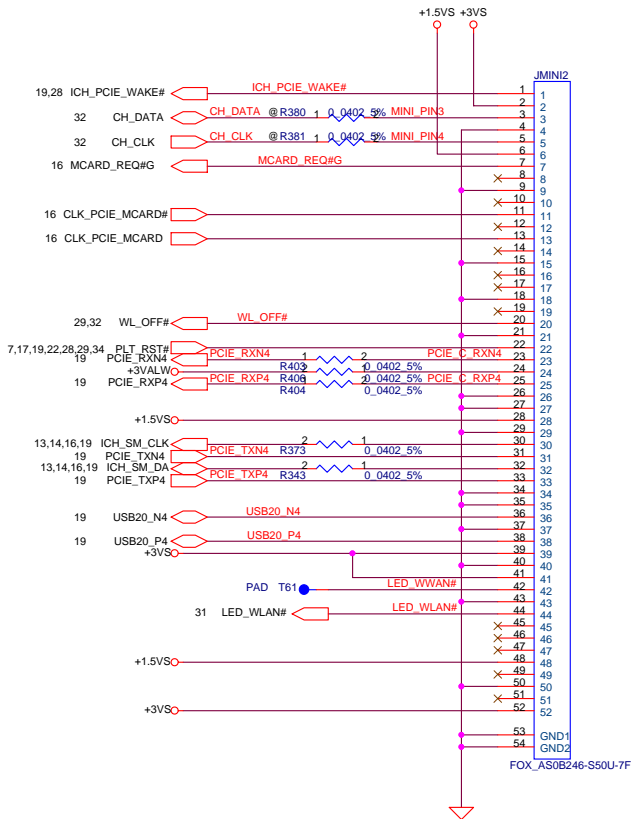 +1.5VS +3VS
JMINI2
19,28 ICH_PCIE_WAKE# ICH_PCIE_WAKE# 1 1
2 2
32 CH_DATA CH_DATA @R380 1 0_0402_5% 2 MINI_PIN3 3 3
4 4
32 CH_CLK CH_CLK @R381 1 0_0402_5% 2 MINI_PIN4 5 5
6 6
16 MCARD_REQ#G MCARD_REQ#G 7 7
8 8
9 9
10 10
16 CLK_PCIE_MCARD# 11 11
12 12
16 CLK_PCIE_MCARD 13 13
14 14
15 15
16 16
17 17
18 18
19 19
29,32 WL_OFF# WL_OFF# 20 20
21 21
7,17,19,22,28,29,34 PLT_RST# 22 22
19 PCIE_RXN4 PCIE_RXN4 1 2 PCIE_C_RXN4 23 23
+3VALW R403 2 1 0_0402_5% 24 24
19 PCIE_RXP4 PCIE_RXP4 R406 1 2 0_0402_5% PCIE_C_RXP4 25 25
R404 0_0402_5% 26 26
27 27
+1.5VS 28 28
29 29
13,14,16,19 ICH_SM_CLK 2 1 30 30
19 PCIE_TXN4 PCIE_TXN4 R373 0_0402_5% 31 31
13,14,16,19 ICH_SM_DA 2 1 32 32
19 PCIE_TXP4 PCIE_TXP4 R343 0_0402_5% 33 33
34 34
35 35
19 USB20_N4 USB20_N4 36 36
37 37
19 USB20_P4 USB20_P4 38 38
+3VS 39 39
40 40
41 41
PAD T61 LED_WWAN# 42 42
43 43
31 LED_WLAN# LED_WLAN# 44 44
45 45
46 46
47 47
+1.5VS 48 48
49 49
50 50
51 51
+3VS 52 52
53 GND1
54 GND2
FOX_AS0B246-S50U-7F